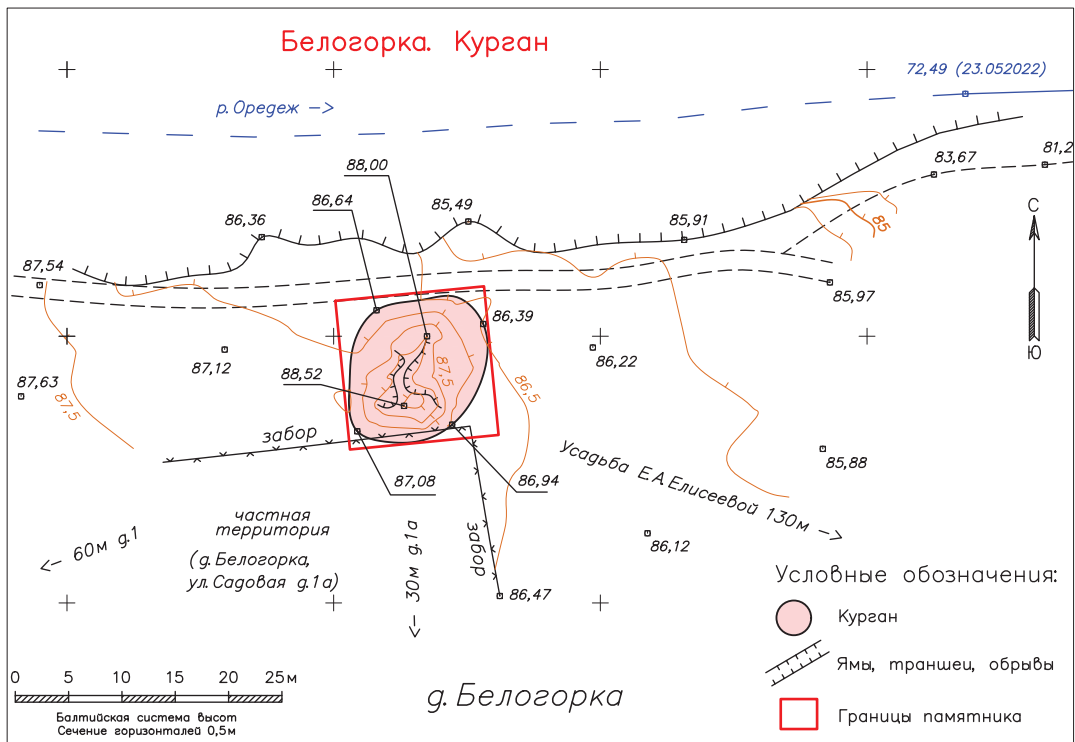 Белогорка. Курган
72,49 (23.052022)
р. Оредеж —>
88,00
83,67
81,2
86,64
86,36
85,49
85,91
85
С
Ю
87,54
85,97
86,39
87,12
86,22
88,52
87,5
86,5
87,63
87,5
забор
85,88
87,08
86,94
Усадьба Е.А.Елисеевой 130м —>
частная
территория
(д. Белогорка,
ул. Садовая д.1а)
<— 60м д.1
<— 30м д.1а
забор
86,12
86,47
Условные обозначения:
Курган
Ямы, траншеи, обрывы
Границы памятника
0 5 10 15 20 25м
Балтийская система высот
Сечение горизонталей 0,5м
д. Белогорка